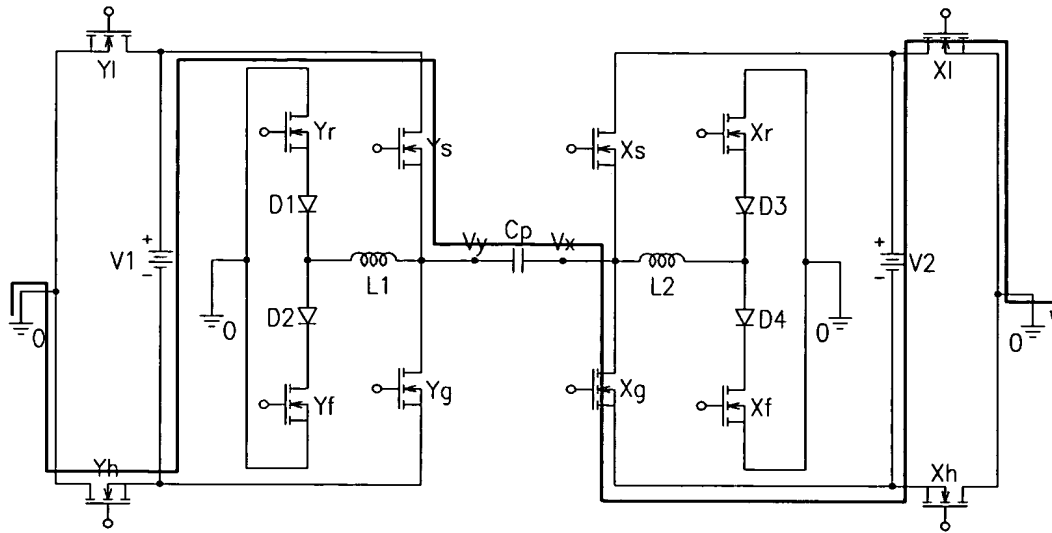 Yl
Xl
Yr
Ys
Xs
Xr
D1
D3
V1
+
-
Vy
Cp
Vx
V2
+
-
L1
L2
0
0
D2
D4
0
0
Yf
Yg
Xg
Xf
Yh
Xh